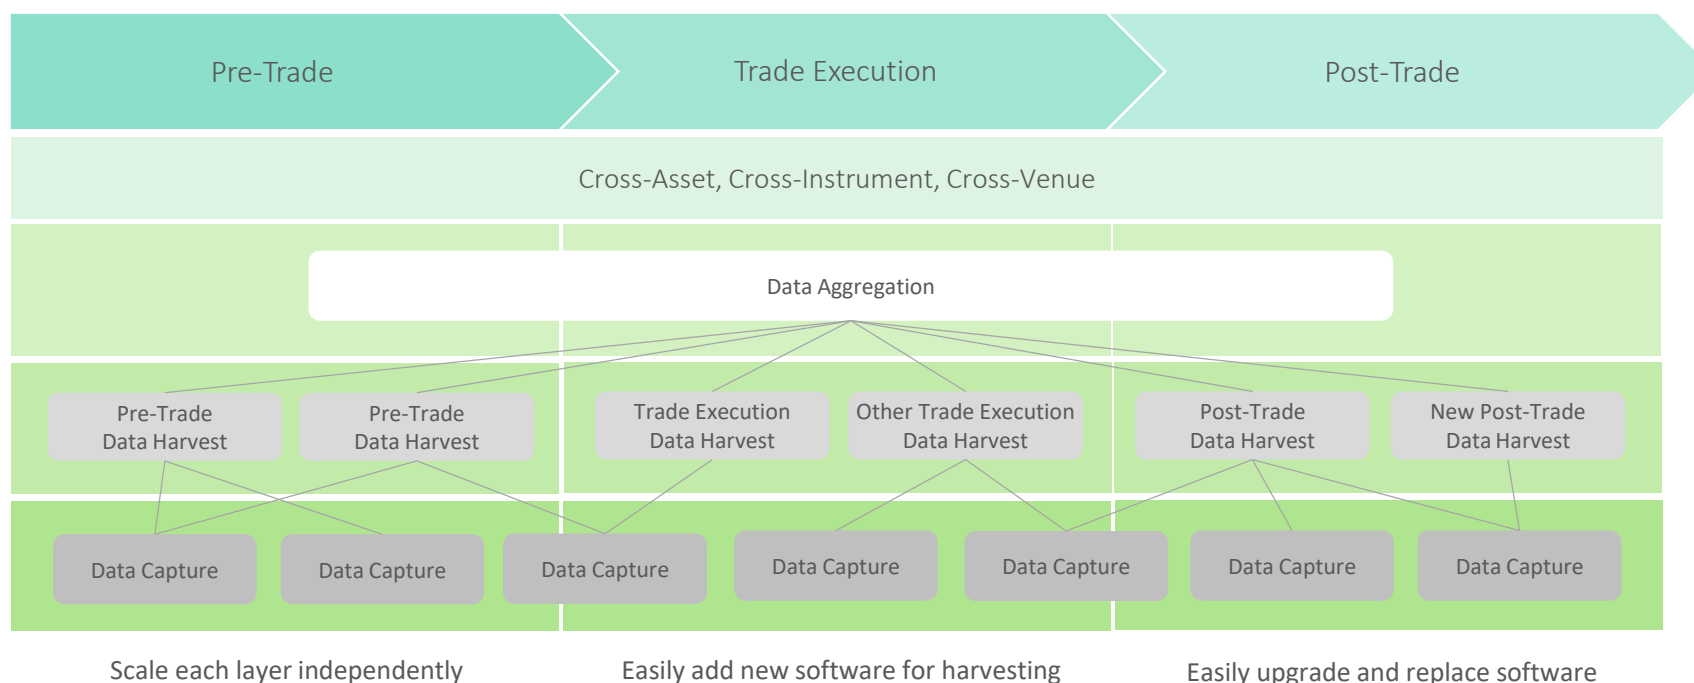 Pre-Trade
Trade Execution
Post-Trade
Cross-Asset, Cross-Instrument, Cross-Venue
Data Aggregation
Pre-Trade
Data Harvest
Pre-Trade
Data Harvest
Trade Execution
Data Harvest
Other Trade Execution
Data Harvest
Post-Trade
Data Harvest
New Post-Trade
Data Harvest
Data Capture
Data Capture
Data Capture
Data Capture
Data Capture
Data Capture
Data Capture
Scale each layer independently
Easily add new software for harvesting
Easily upgrade and replace software